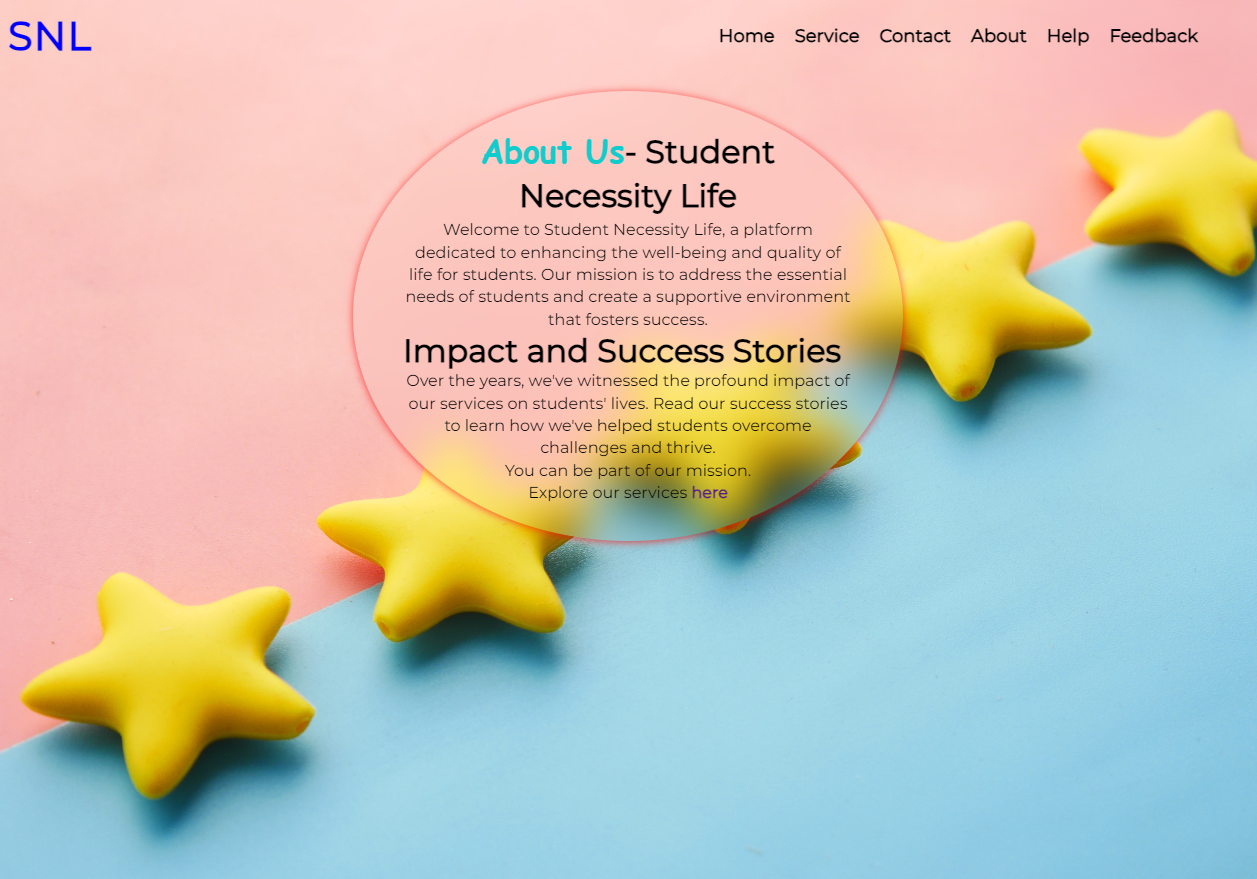 SNL
Home Service Contact About Help Feedback
About Us- Student
Necessity Life
Welcome to Student Necessity Life, a platform
dedicated to enhancing the well-being and quality of
life for students. Our mission is to address the essential
needs of students and create a supportive environment
that fosters success.
Impact and Success Stories
Over the years, we've witnessed the profound impact of
our services on students' lives. Read our success stories
to learn how we've helped students overcome
challenges and thrive.
You can be part of our mission.
Explore our services here